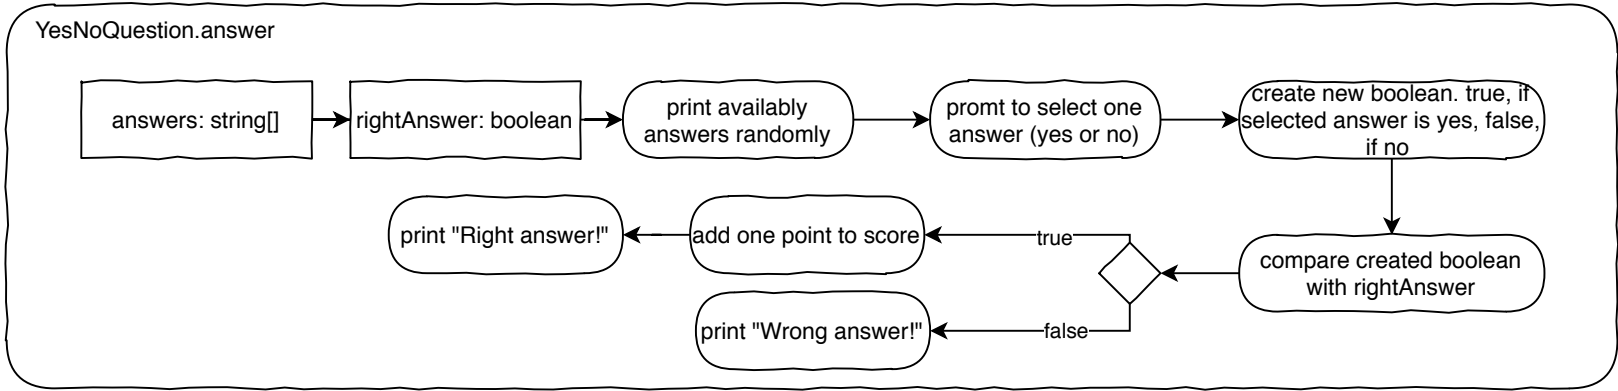 YesNoQuestion.answer
answers: string[]
rightAnswer: boolean
print availably
answers randomly
promt to select one
answer (yes or no)
create new boolean. true, if
selected answer is yes, false,
if no
compare created boolean
with rightAnswer
true
add one point to score
print "Right answer!"
false
print "Wrong answer!"